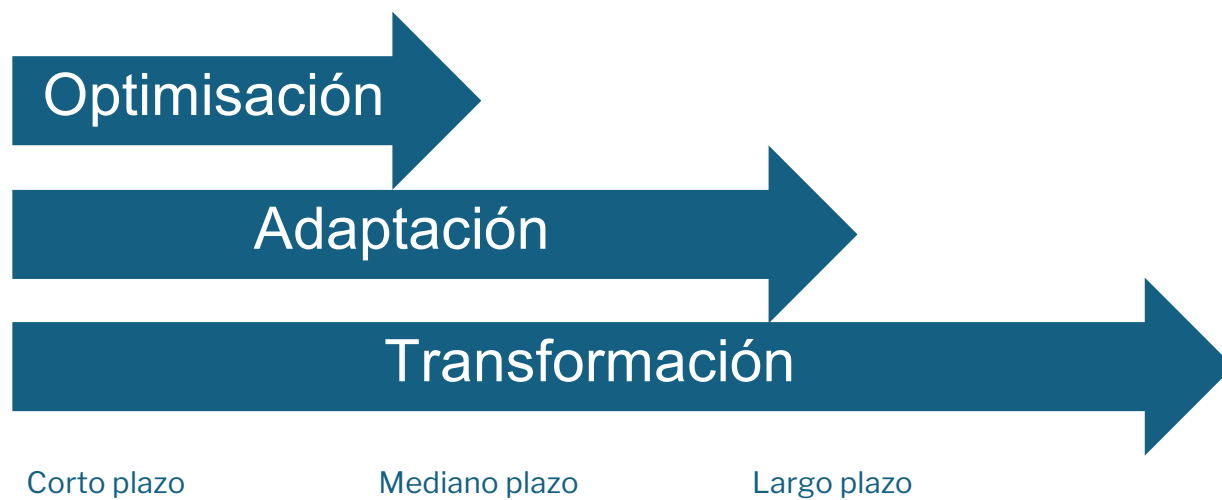 Optimisación
Adaptación
Transformación
Corto plazo Mediano plazo Largo plazo